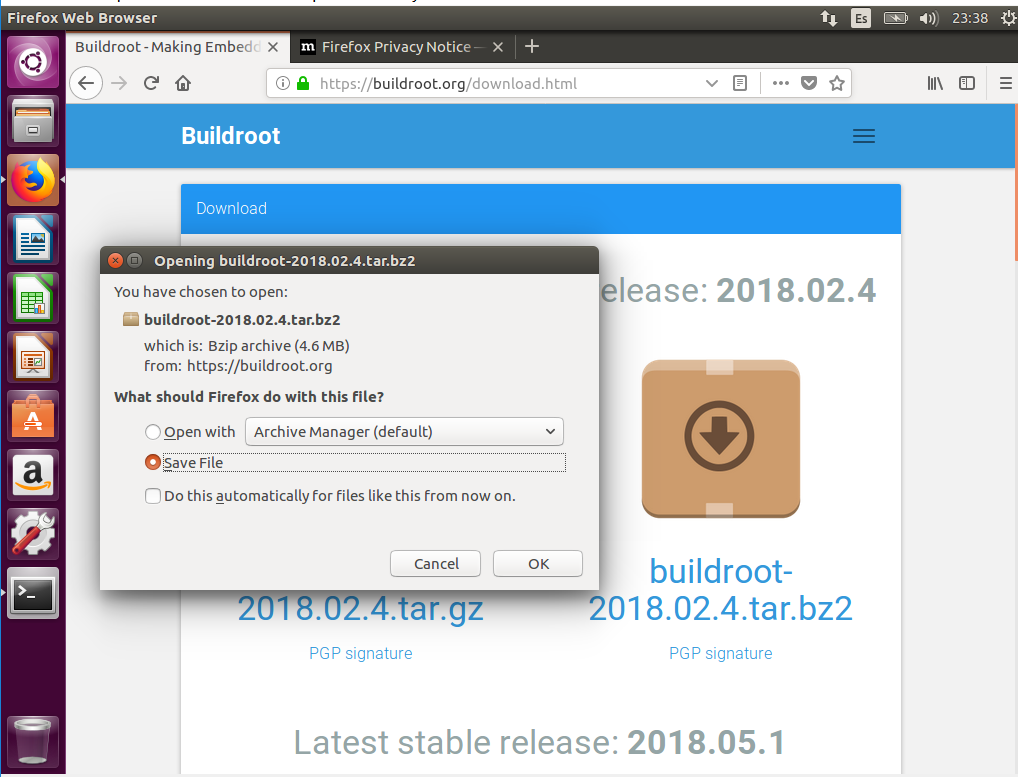 Firefox Web Browser
Es
23:38
Buildroot - Making Embedd
m Firefox Privacy Notice —
https://buildroot.org/download.html
Buildroot
Download
elease: 2018.02.4
Opening buildroot-2018.02.4.tar.bz2
You have chosen to open:
buildroot-2018.02.4.tar.bz2
which is: Bzip archive (4.6 MB)
from: https://buildroot.org
What should Firefox do with this file?
Open with Archive Manager (default)
Save File
Do this automatically for files like this from now on.
Cancel OK
2018.02.4.tar.gz
PGP signature
buildroot-
2018.02.4.tar.bz2
PGP signature
Latest stable release: 2018.05.1